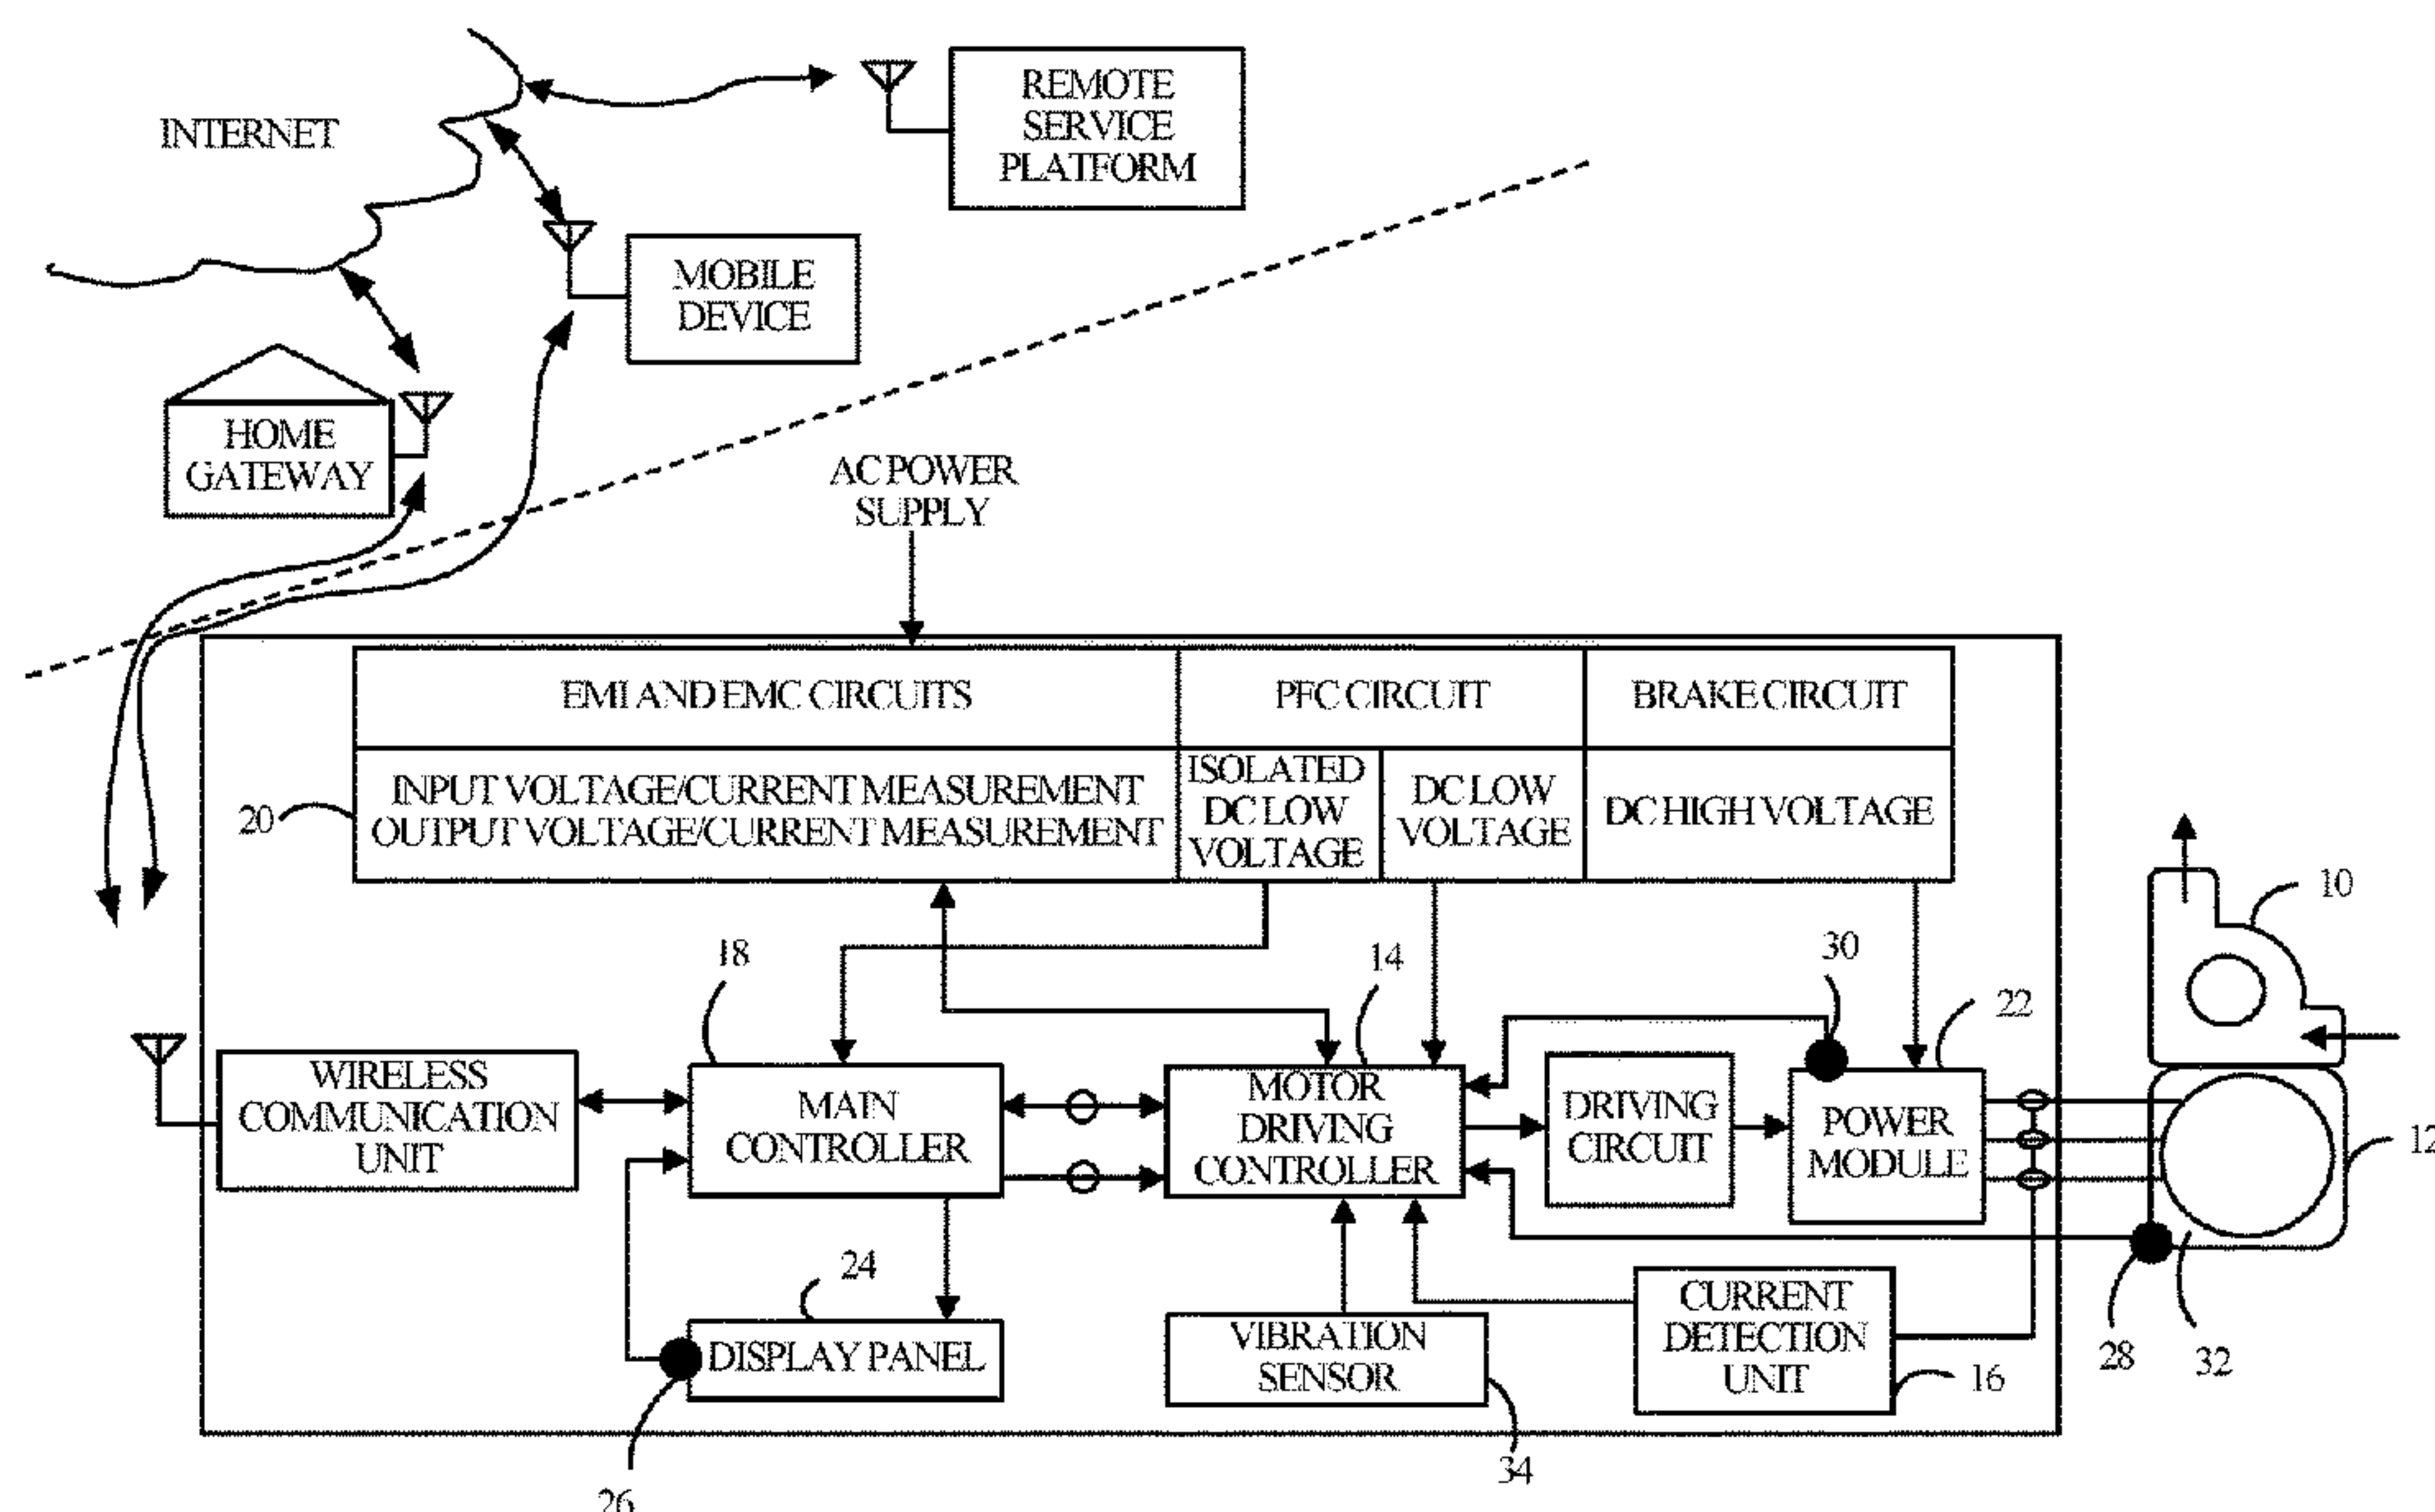 REMOTE
SERVICE
PLATFORM
INTERNET
MOBILE
DEVICE
HOME
GATEWAY
AC POWER
SUPPLY
EMI AND EMC CIRCUITS
PFC CIRCUIT
BRAKE CIRCUIT
INPUT VOLTAGE/CURRENT MEASUREMENT
OUTPUT VOLTAGE/CURRENT MEASUREMENT
ISOLATED
DC LOW
VOLTAGE
DC LOW
VOLTAGE
DC HIGH VOLTAGE
20
10
18
14
30
22
WIRELESS
COMMUNICATION
UNIT
MAIN
CONTROLLER
MOTOR
DRIVING
CONTROLLER
DRIVING
CIRCUIT
POWER
MODULE
12
24
DISPLAY PANEL
VIBRATION
SENSOR
CURRENT
DETECTION
UNIT
16
28
32
34
26